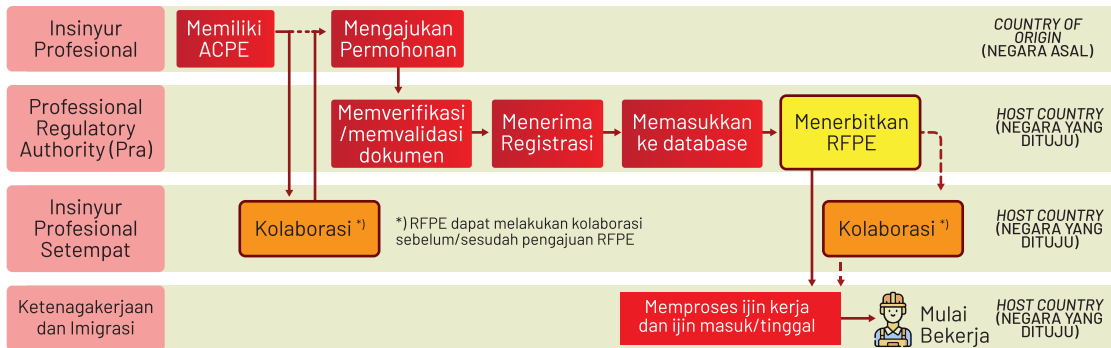 Insinyur
Profesional
Memiliki
ACPE
Mengajukan
Permohonan
COUNTRY OF
ORIGIN
(NEGARA ASAL)
Professional
Regulatory
Authority (Pra)
Memverifikasi
/memvalidasi
dokumen
Menerima
Registrasi
Memasukkan
ke database
Menerbitkan
RFPE
HOST COUNTRY
(NEGARA YANG
DITUJU)
Insinyur
Profesional
Setempat
Kolaborasi *)
*) RFPE dapat melakukan kolaborasi
sebelum/sesudah pengajuan RFPE
Kolaborasi *)
HOST COUNTRY
(NEGARA YANG
DITUJU)
Ketenagakerjaan
dan Imigrasi
Memproses ijin kerja
dan ijin masuk/tinggal
Mulai
Bekerja
HOST COUNTRY
(NEGARA YANG
DITUJU)